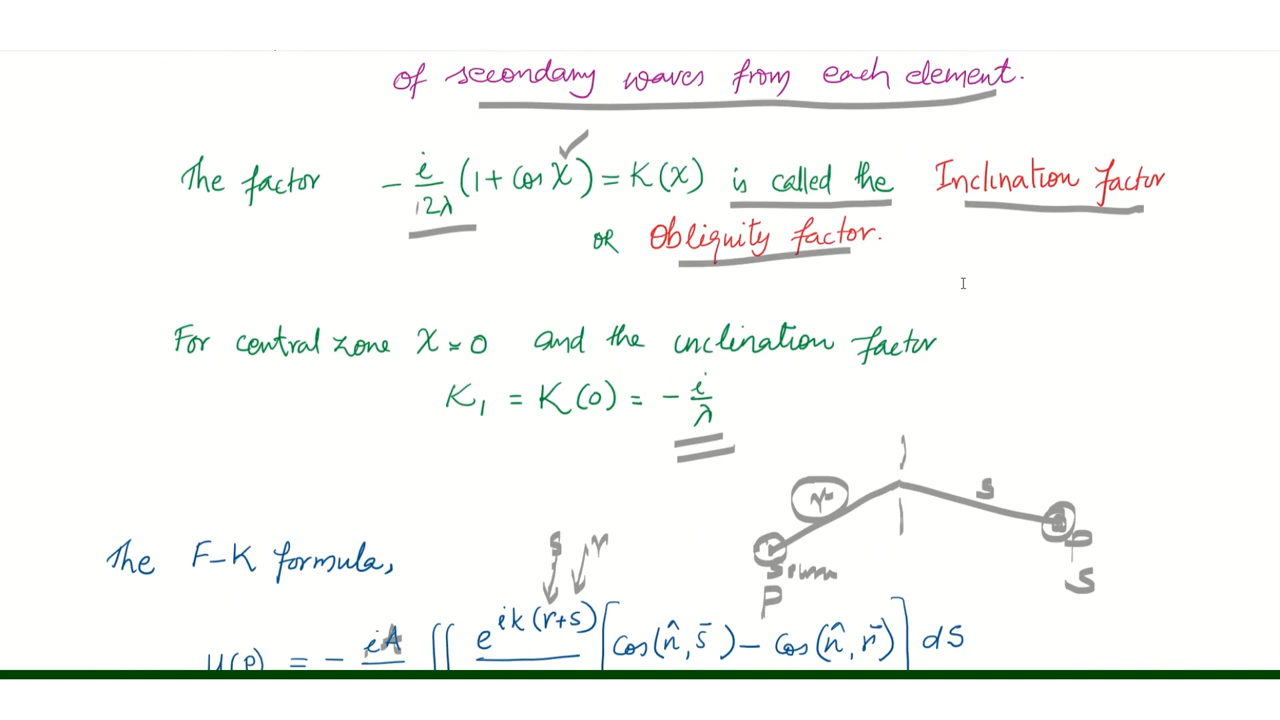 of secondary waves from each element.
The factor - i/2λ (1 + cos χ) = K(χ) is called the Inclination factor
OR Obliquity factor.
For central zone χ = 0 and the inclination factor
K₁ = K(0) = - i/λ
r s
S P
P S
The F-K formula,
s r
U(P) = - iA ∬ e^{ik(r+s)} [cos(n̂, s̄) - cos(n̂, r̄)] dS